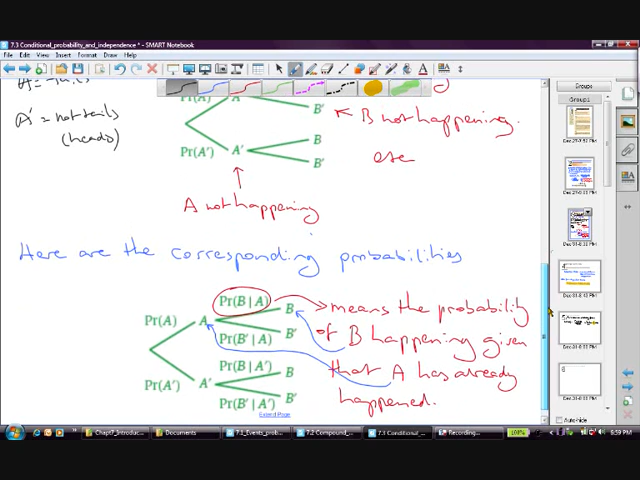 7.3 Conditional_probability_and_independence * - SMART Notebook
File Edit View Insert Format Draw Help
A = tails
A' = not tails
(heads)
Pr(A) A
B'
B not happening.
B
Pr(A') A'
B'
etc
A not happening
Here are the corresponding probabilities
Pr(B | A)
means the probability
B
Pr(A) A
of B happening given
B'
Pr(B' | A)
that A has already
Pr(B | A')
B
Pr(A') A'
happened.
Pr(B' | A')
B'
Extend Page
Groups
Groups
Auto-hide
Chapt7_Introduc...
Documents
7.1_Events_prob...
7.2 Compound_...
7.3 Conditional_...
Recording...
100%
9:59 PM